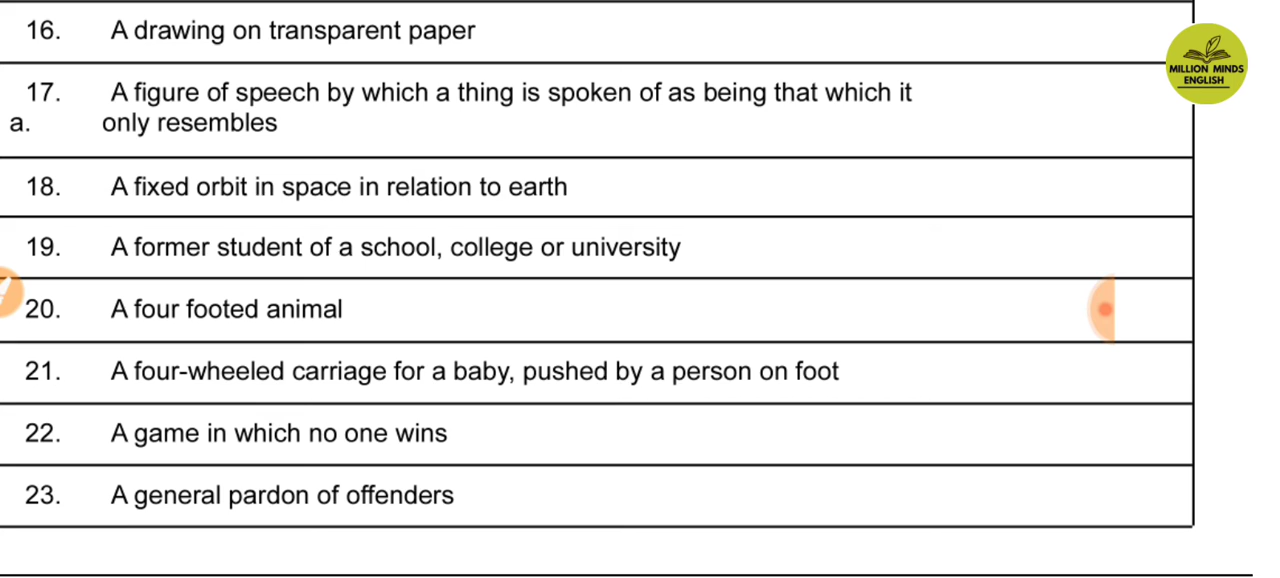 16. A drawing on transparent paper
MILLION MINDS
ENGLISH
17. A figure of speech by which a thing is spoken of as being that which it
a. only resembles
18. A fixed orbit in space in relation to earth
19. A former student of a school, college or university
20. A four footed animal
21. A four-wheeled carriage for a baby, pushed by a person on foot
22. A game in which no one wins
23. A general pardon of offenders